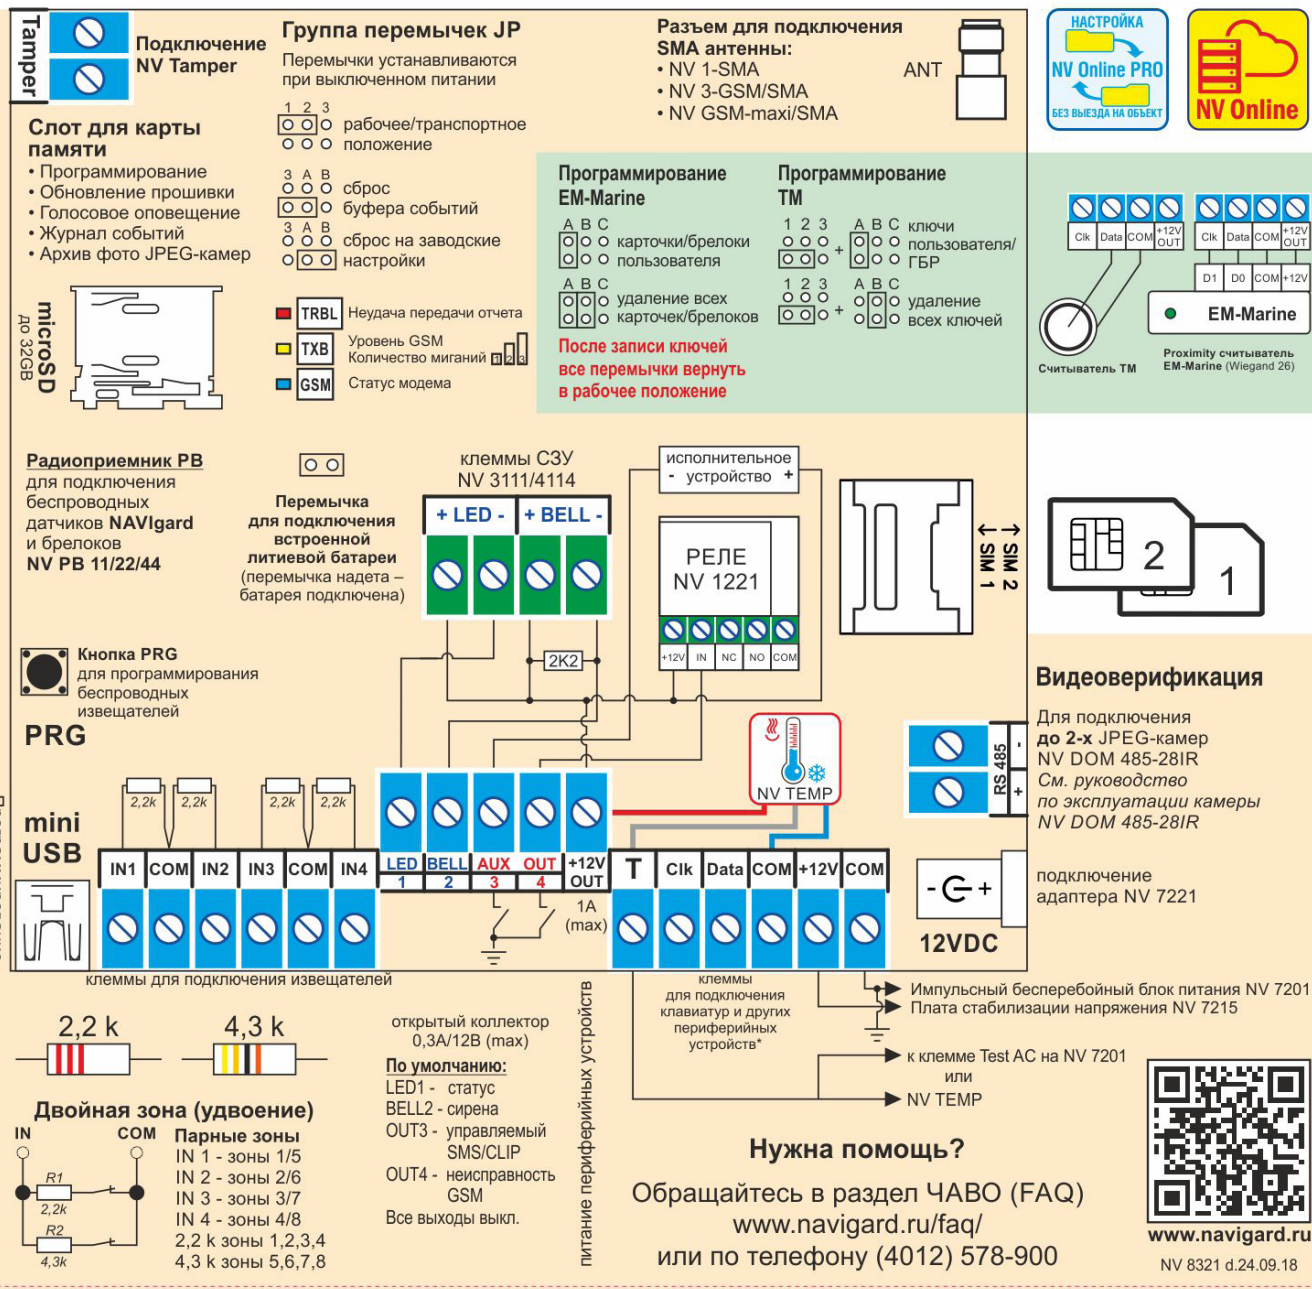 Tamper
Подключение
NV Tamper
Группа перемычек JP
Перемычки устанавливаются
при выключенном питании
1 2 3
рабочее/транспортное
положение
3 A B
сброс
буфера событий
3 A B
сброс на заводские
настройки
Разъем для подключения
SMA антенны:
• NV 1-SMA
• NV 3-GSM/SMA
• NV GSM-maxi/SMA
ANT
НАСТРОЙКА
NV Online PRO
БЕЗ ВЫЕЗДА НА ОБЪЕКТ
NV Online
Слот для карты
памяти
• Программирование
• Обновление прошивки
• Голосовое оповещение
• Журнал событий
• Архив фото JPEG-камер
microSD
до 32GB
TRBL Неудача передачи отчета
TXB Уровень GSM
Количество миганий 1 2 3
GSM Статус модема
Программирование
EM-Marine
A B C
карточки/брелоки
пользователя
A B C
удаление всех
карточек/брелоков
После записи ключей
все перемычки вернуть
в рабочее положение
Программирование
ТМ
1 2 3 A B C ключи
+ пользователя/
ГБР
1 2 3 A B C
+ удаление
всех ключей
Clk Data COM +12V
OUT
Clk Data COM +12V
OUT
D1 D0 COM +12V
EM-Marine
Считыватель ТМ
Proximity считыватель
EM-Marine (Wiegand 26)
Радиоприемник РВ
для подключения
беспроводных
датчиков NAVIgard
и брелоков
NV PB 11/22/44
Перемычка
для подключения
встроенной
литиевой батареи
(перемычка надета –
батарея подключена)
клеммы СЗУ
NV 3111/4114
+ LED - + BELL -
2K2
исполнительное
- устройство +
РЕЛЕ
NV 1221
+12V IN NC NO COM
SIM 1
SIM 2
2
1
Кнопка PRG
для программирования
беспроводных
извещателей
PRG
Видеоверификация
Для подключения
до 2-х JPEG-камер
NV DOM 485-28IR
См. руководство
по эксплуатации камеры
NV DOM 485-28IR
RS 485
- +
NV TEMP
mini
USB
2,2k 2,2k 2,2k 2,2k
IN1 COM IN2 IN3 COM IN4
LED BELL AUX OUT +12V
1 2 3 4 OUT
1A
(max)
T Clk Data COM +12V COM
- +
12VDC
подключение
адаптера NV 7221
клеммы для подключения извещателей
клеммы
для подключения
клавиатур и других
периферийных
устройств*
Импульсный бесперебойный блок питания NV 7201
Плата стабилизации напряжения NV 7215
к клемме Test AC на NV 7201
или
NV TEMP
2,2 k
4,3 k
открытый коллектор
0,3А/12В (max)
По умолчанию:
LED1 - статус
BELL2 - сирена
OUT3 - управляемый
SMS/CLIP
OUT4 - неисправность
GSM
Все выходы выкл.
питание периферийных устройств
Двойная зона (удвоение)
IN COM
R1
2,2k
R2
4,3k
Парные зоны
IN 1 - зоны 1/5
IN 2 - зоны 2/6
IN 3 - зоны 3/7
IN 4 - зоны 4/8
2,2 k зоны 1,2,3,4
4,3 k зоны 5,6,7,8
Нужна помощь?
Обращайтесь в раздел ЧАВО (FAQ)
www.navigard.ru/faq/
или по телефону (4012) 578-900
www.navigard.ru
NV 8321 d.24.09.18